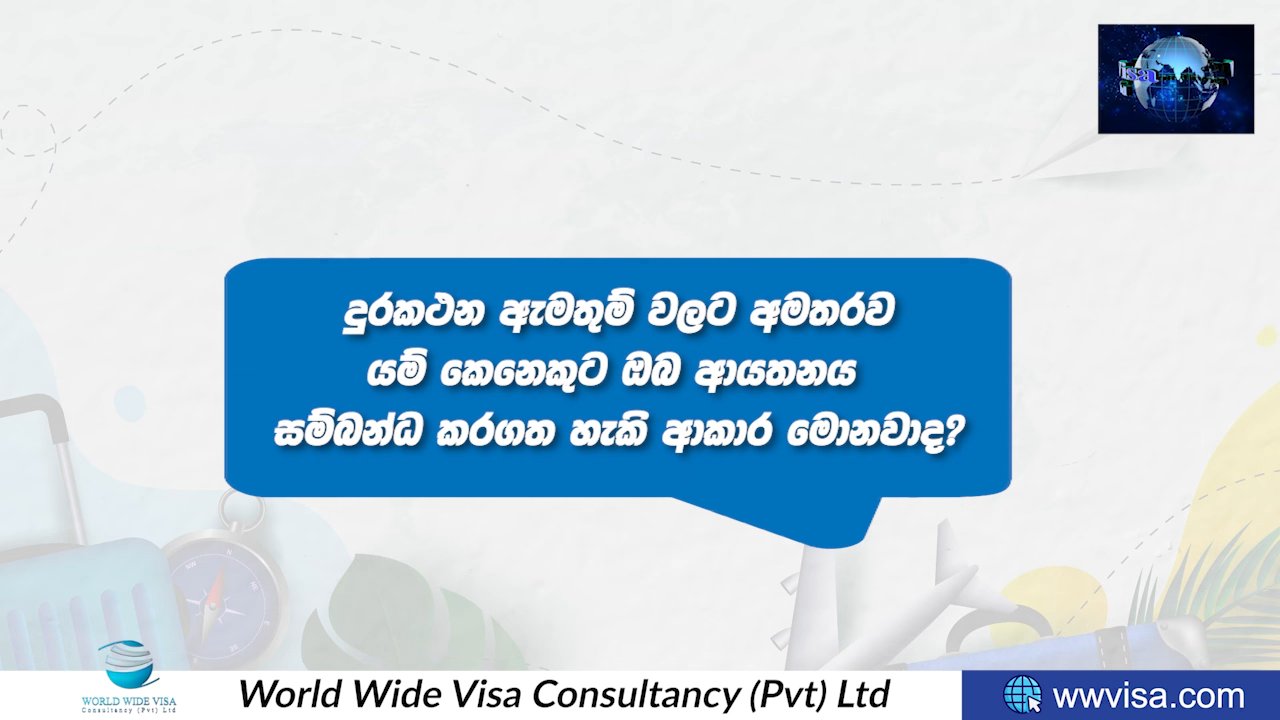 isa
දුරකථන ඇමතුම් වලට අමතරව
යම් කෙනෙකුට ඔබ ආයතනය
සම්බන්ධ කරගත හැකි ආකාර මොනවාද?
WORLD WIDE VISA
Consultancy (Pvt) Ltd
World Wide Visa Consultancy (Pvt) Ltd
wwvisa.com